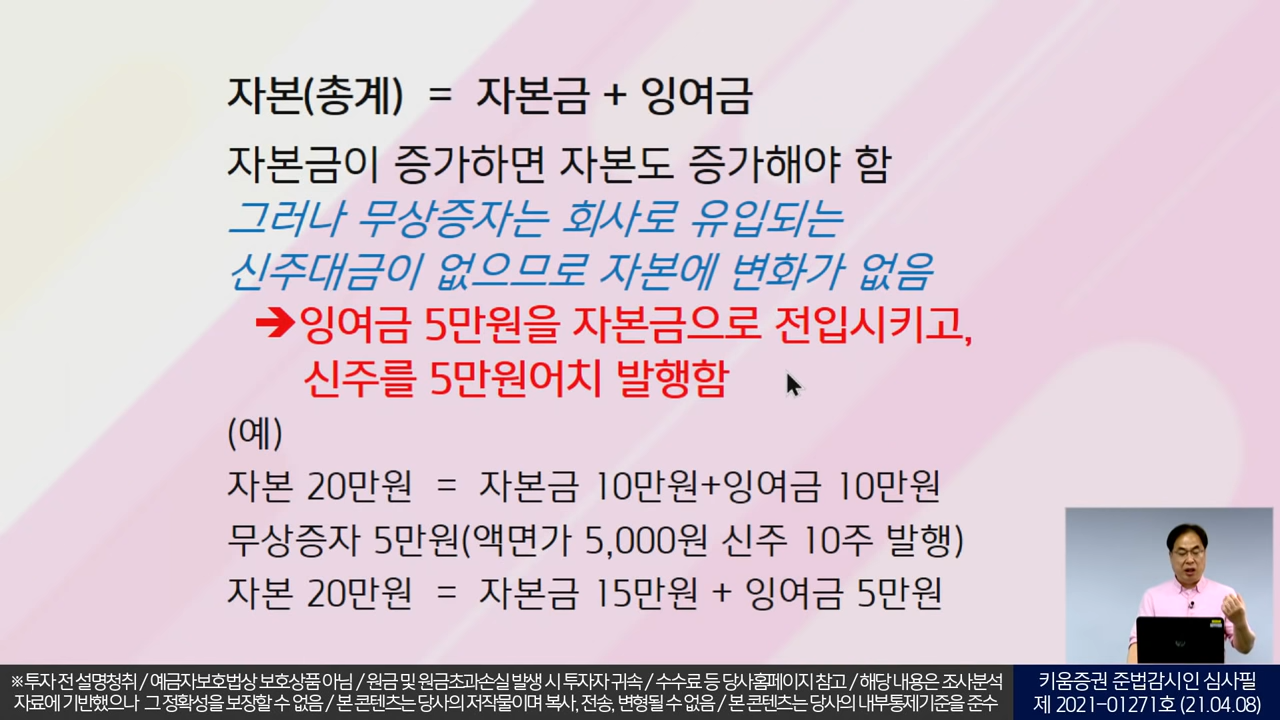 자본(총계) = 자본금 + 잉여금
자본금이 증가하면 자본도 증가해야 함
그러나 무상증자는 회사로 유입되는
신주대금이 없으므로 자본에 변화가 없음
➔잉여금 5만원을 자본금으로 전입시키고,
신주를 5만원어치 발행함
(예)
자본 20만원 = 자본금 10만원+잉여금 10만원
무상증자 5만원(액면가 5,000원 신주 10주 발행)
자본 20만원 = 자본금 15만원 + 잉여금 5만원
※투자 전 설명청취 / 예금자보호법상 보호상품 아님 / 원금 및 원금초과손실 발생 시 투자자 귀속 / 수수료 등 당사홈페이지 참고 / 해당 내용은 조사분석
자료에 기반했으나 그 정확성을 보장할 수 없음 / 본 콘텐츠는 당사의 저작물이며 복사, 전송, 변형될 수 없음 / 본 콘텐츠는 당사의 내부통제기준을 준수
키움증권 준법감시인 심사필
제 2021-01271호 (21.04.08)